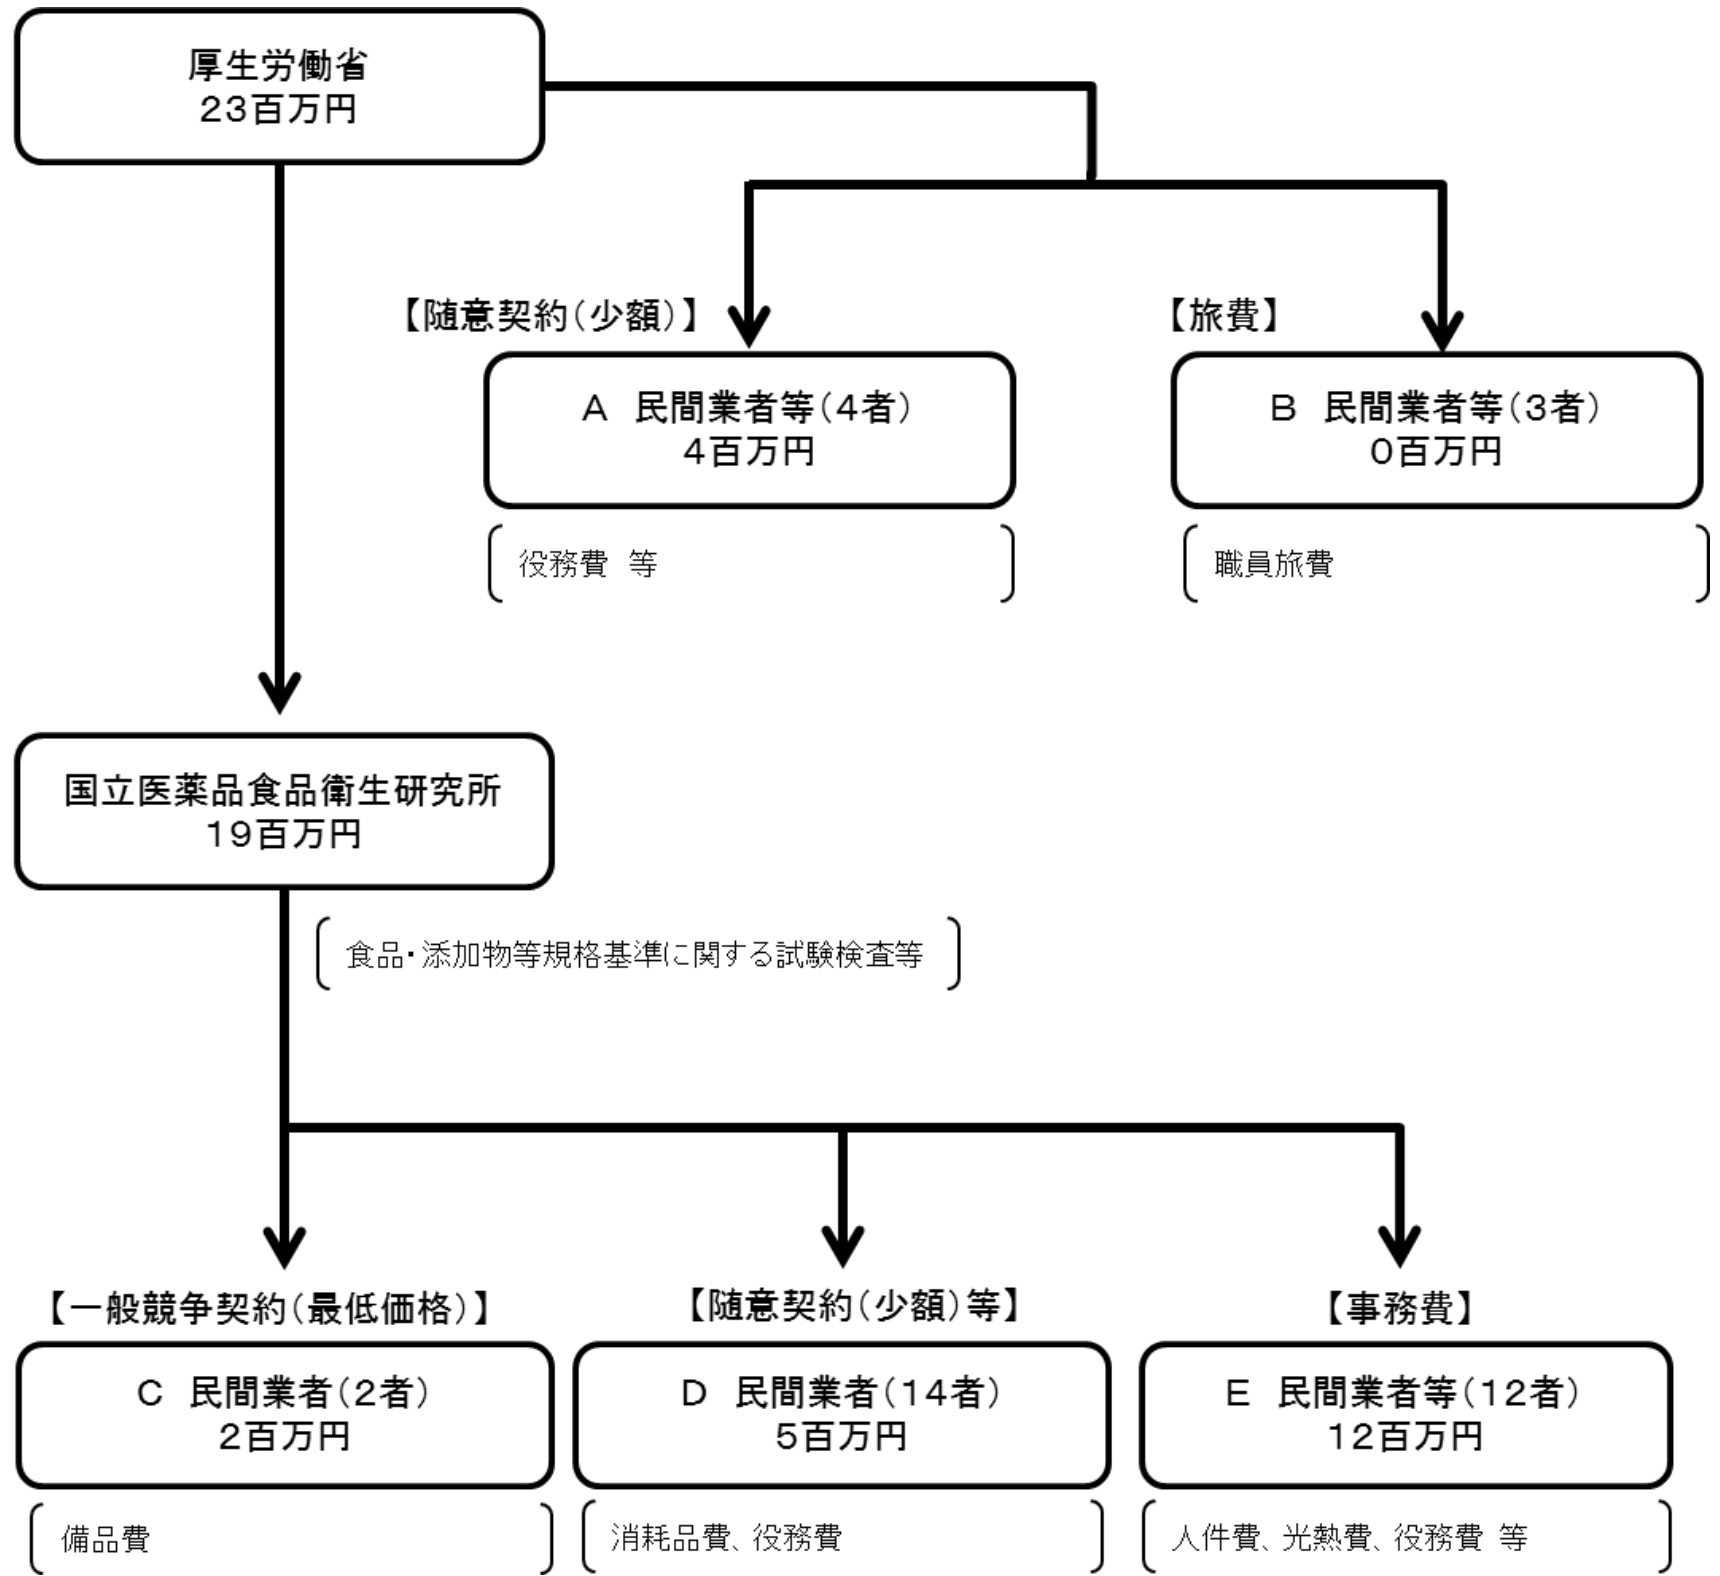 厚生労働省
23百万円
【随意契約（少額）】
【旅費】
A　民間業者等（4者）
4百万円
B　民間業者等（3者）
0百万円
役務費　等
職員旅費
国立医薬品食品衛生研究所
19百万円
食品・添加物等規格基準に関する試験検査等
【一般競争契約（最低価格）】
【随意契約（少額）等】
【事務費】
C　民間業者（2者）
2百万円
D　民間業者（14者）
5百万円
E　民間業者等（12者）
12百万円
備品費
消耗品費、役務費
人件費、光熱費、役務費 等